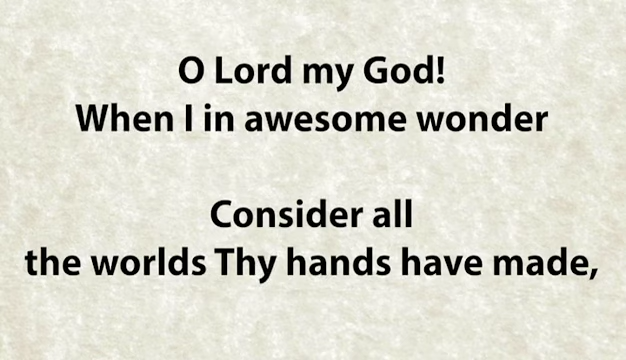 O Lord my God!
When I in awesome wonder
Consider all
the worlds Thy hands have made,